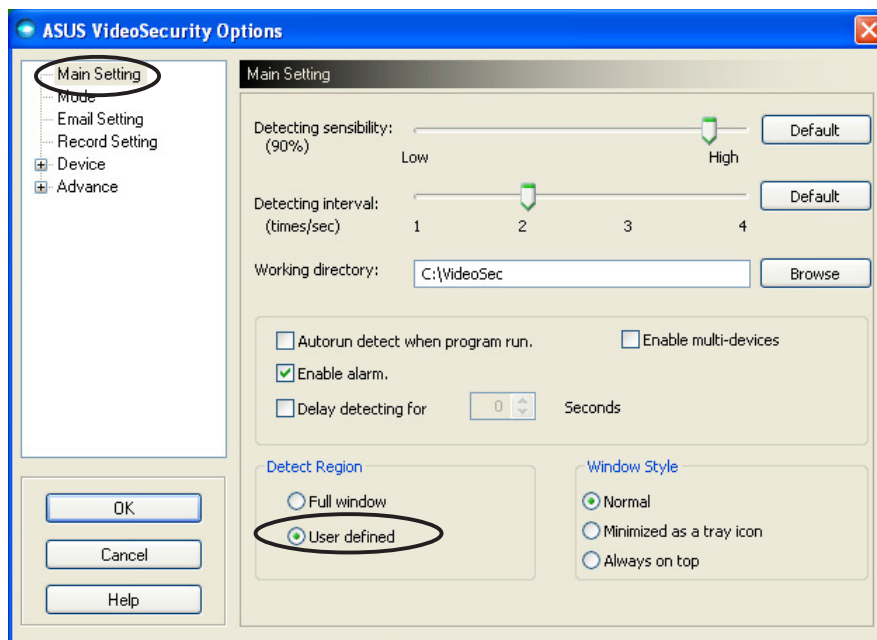 ASUS VideoSecurity Options
Main Setting
Mode
Email Setting
Record Setting
Device
Advance
OK
Cancel
Help
Main Setting
Detecting sensibility:
(90%)
Low High
Default
Detecting interval:
(times/sec)
1 2 3 4
Default
Working directory:
C:\VideoSec
Browse
Autorun detect when program run.
Enable multi-devices
Enable alarm.
Delay detecting for 0 Seconds
Detect Region
Full window
User defined
Window Style
Normal
Minimized as a tray icon
Always on top